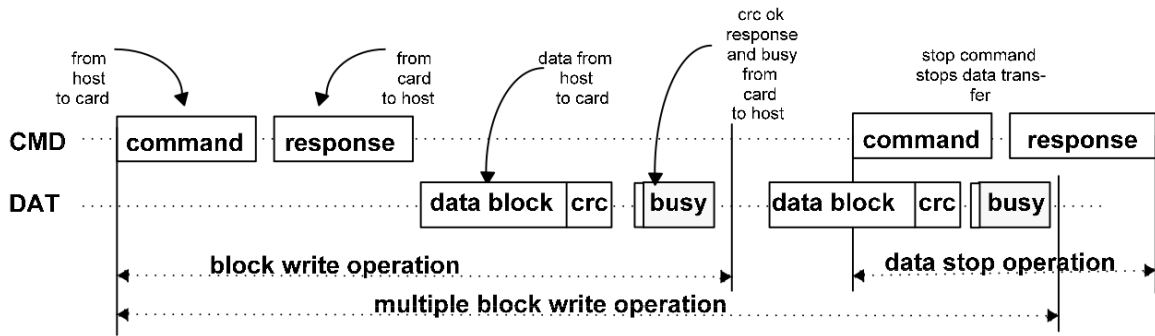 from
host
to card
from
card
to host
data from
host
to card
crc ok
response
and busy
from
card
to host
stop command
stops data trans-
fer
CMD
command
response
command
response
DAT
data block
crc
busy
data block
crc
busy
block write operation
data stop operation
multiple block write operation